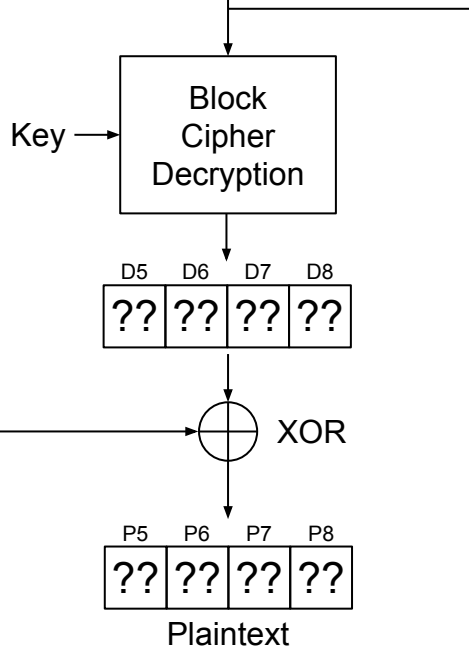 Block
Cipher
Decryption
Key
D5 D6 D7 D8
?? ?? ?? ??
XOR
P5 P6 P7 P8
?? ?? ?? ??
Plaintext